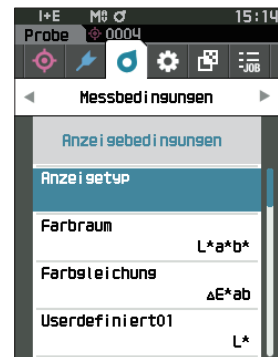 I+E M⁰ ♂ 15:14
Probe 0004
-JOB
◀ Messbedingungen ▶
Anzeigebedingungen
Anzeigetyp
Farbraum
L*a*b*
Farbgleichung
ΔE*ab
Userdefiniert01
L*